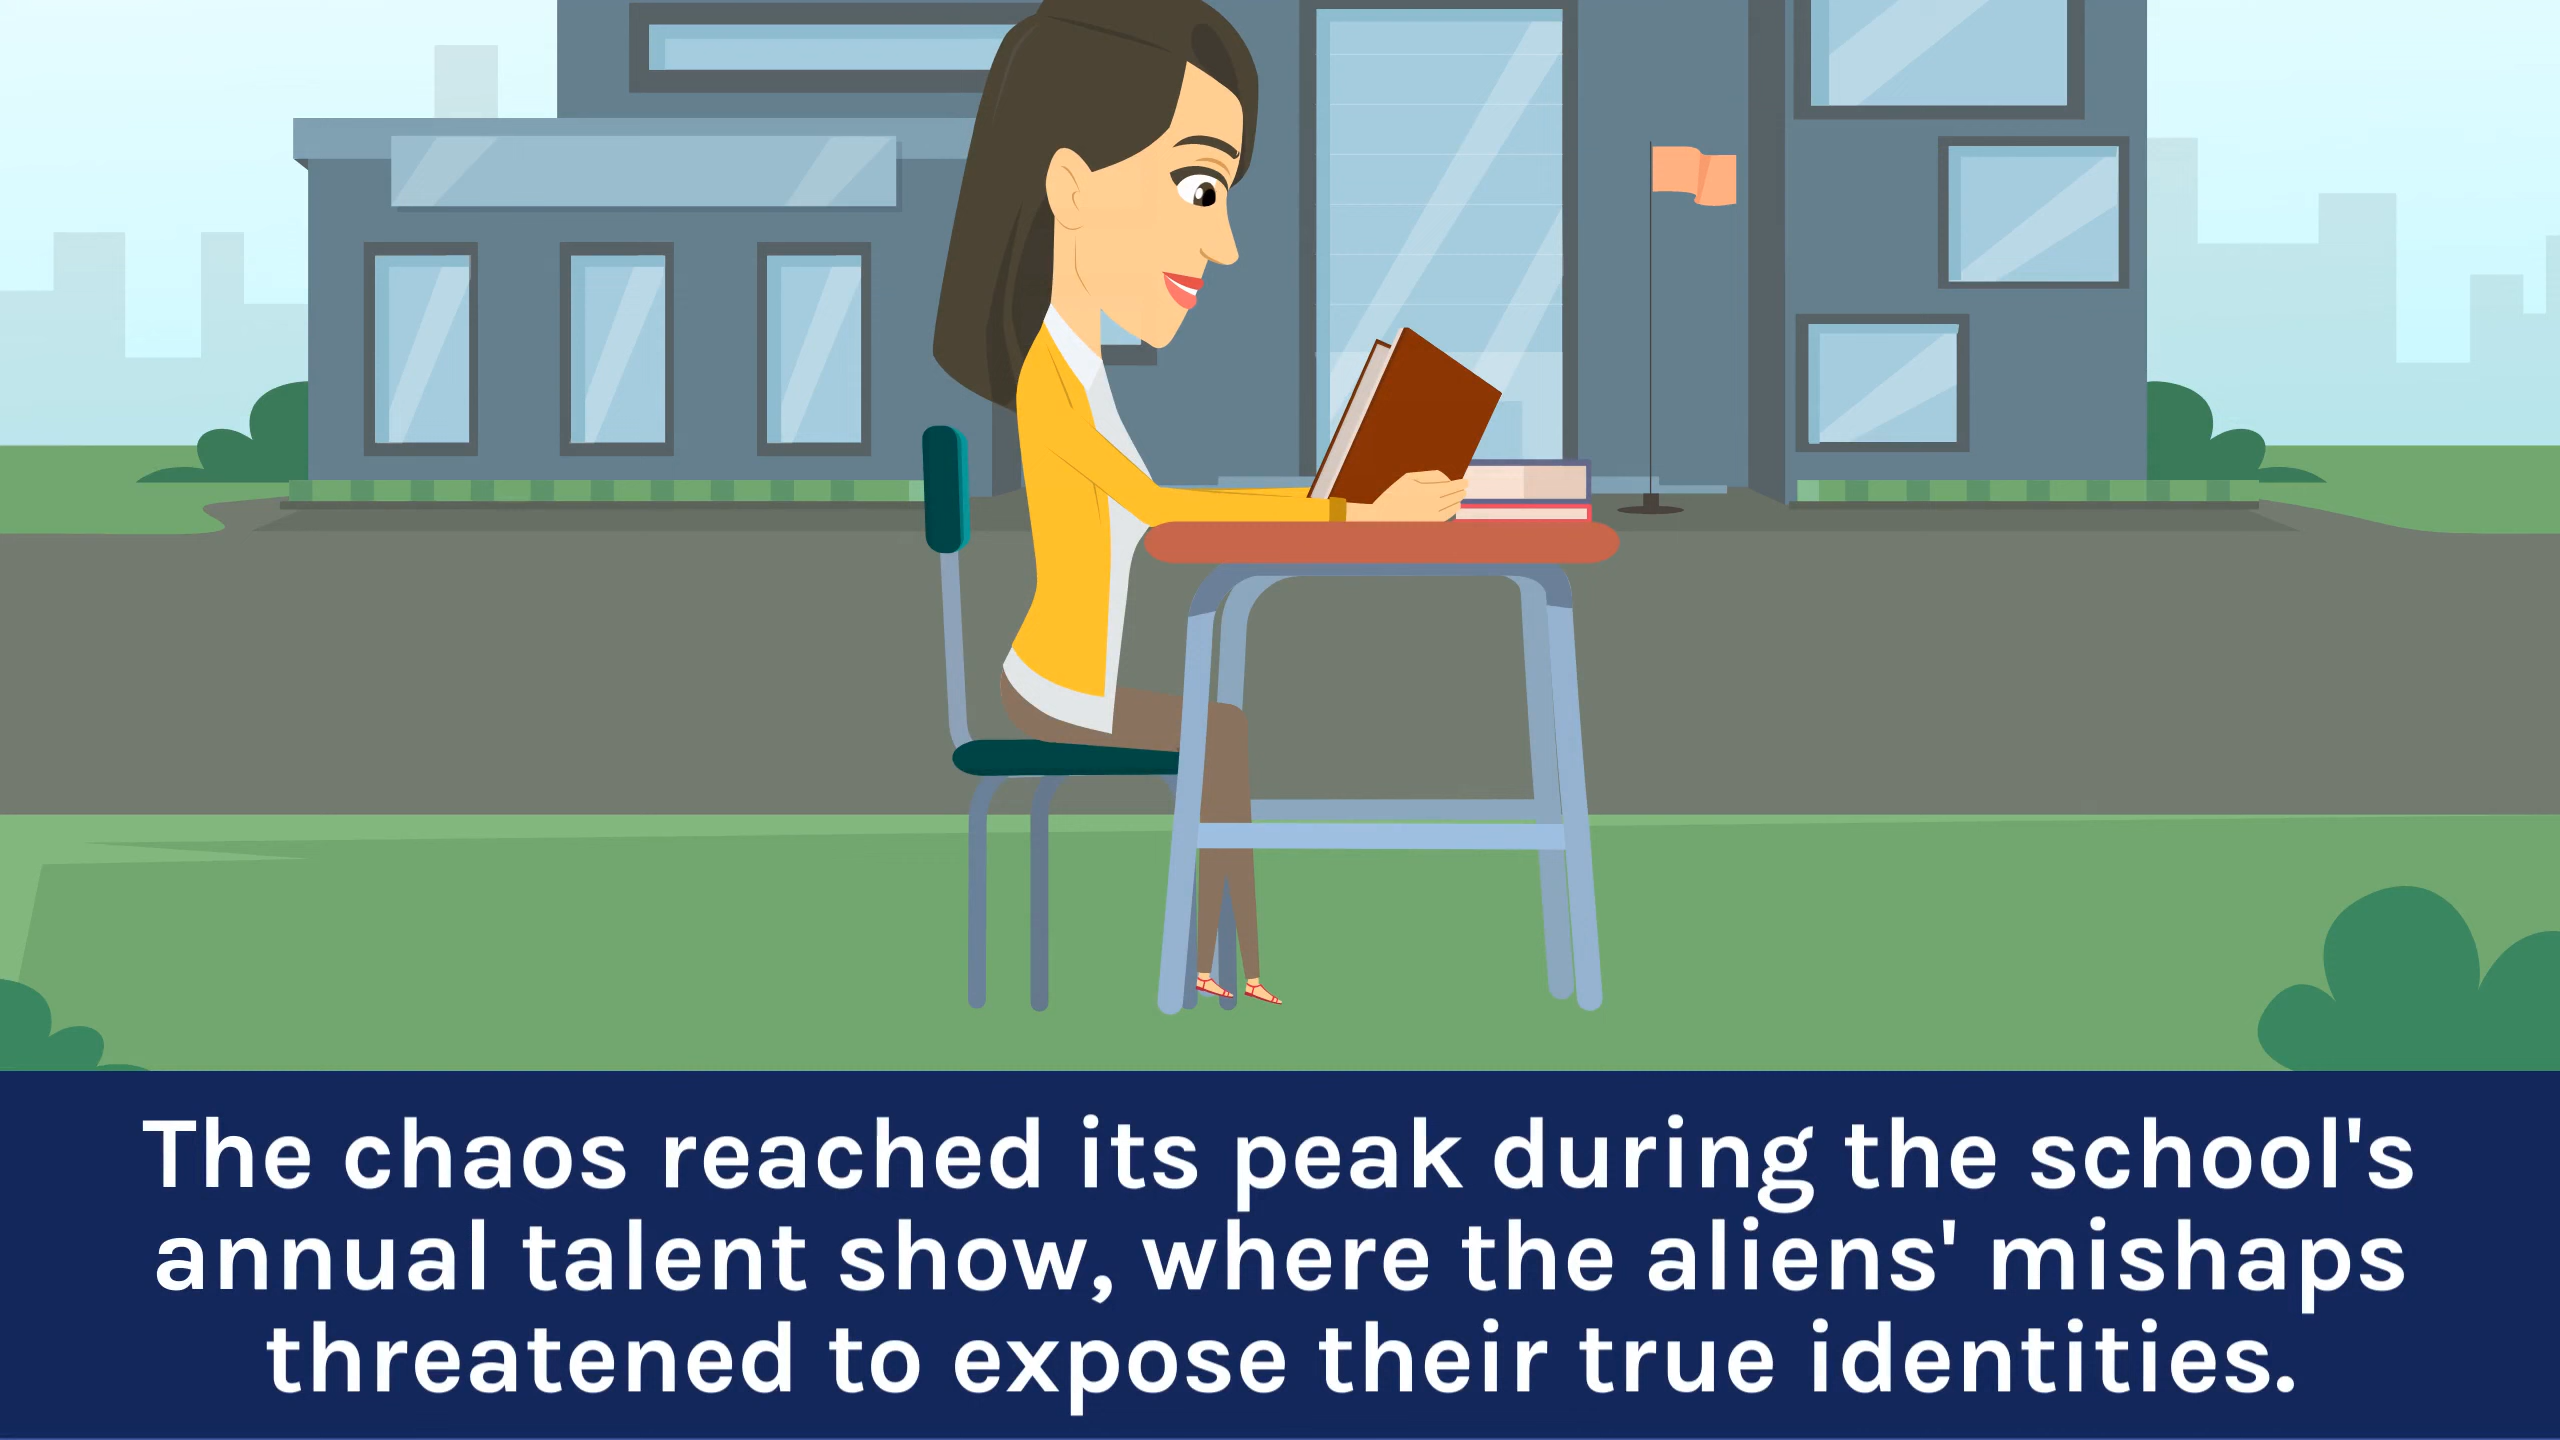 The chaos reached its peak during the school's
annual talent show, where the aliens' mishaps
threatened to expose their true identities.